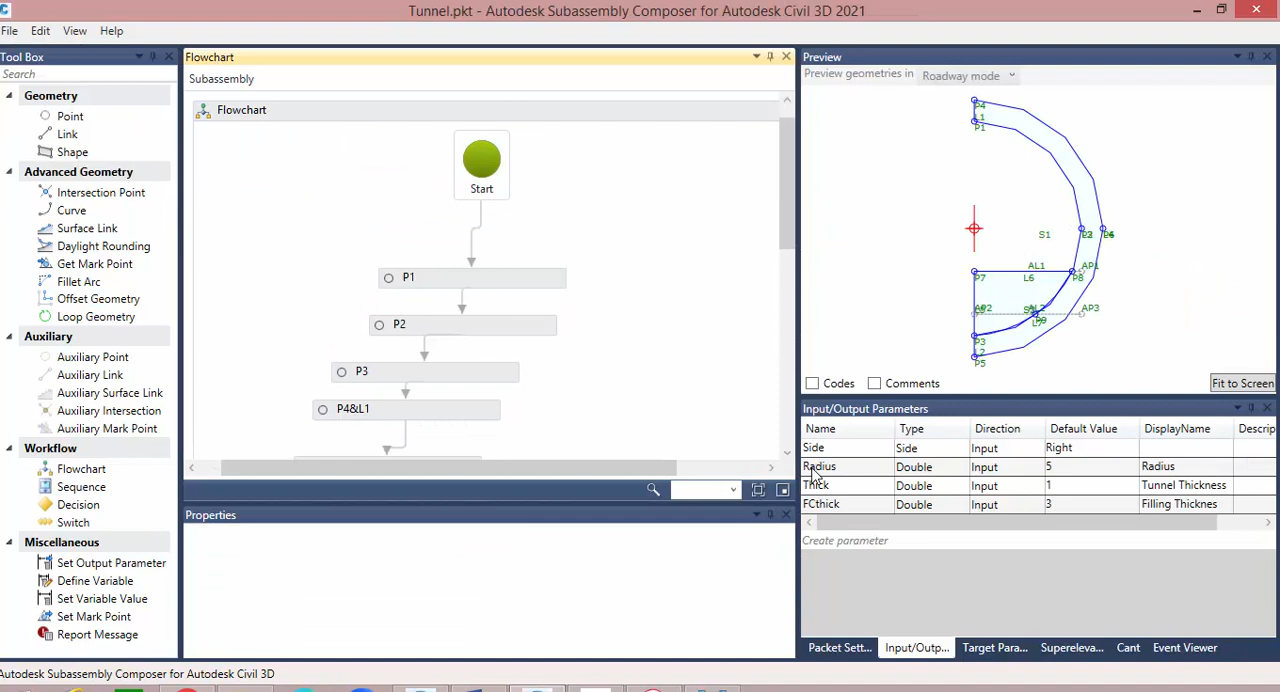 Tunnel.pkt - Autodesk Subassembly Composer for Autodesk Civil 3D 2021
File Edit View Help
Tool Box
Search
Geometry
Point
Link
Shape
Advanced Geometry
Intersection Point
Curve
Surface Link
Daylight Rounding
Get Mark Point
Fillet Arc
Offset Geometry
Loop Geometry
Auxiliary
Auxiliary Point
Auxiliary Link
Auxiliary Surface Link
Auxiliary Intersection
Auxiliary Mark Point
Workflow
Flowchart
Sequence
Decision
Switch
Miscellaneous
Set Output Parameter
Define Variable
Set Variable Value
Set Mark Point
Report Message
Flowchart
Subassembly
Flowchart
Start
P1
P2
P3
P4&L1
Properties
Preview
Preview geometries in Roadway mode
P4
L1
P1
S1
AL1 AP1
P7 L6 P8
AP3
L7
P3
L2
P5
Codes Comments Fit to Screen
Input/Output Parameters
Name Type Direction Default Value DisplayName Descrip
Side Side Input Right
Radius Double Input 5 Radius
Thick Double Input 1 Tunnel Thickness
FCthick Double Input 3 Filling Thicknes
Create parameter
Packet Sett... Input/Outp... Target Para... Supereleva... Cant Event Viewer
Autodesk Subassembly Composer for Autodesk Civil 3D 2021